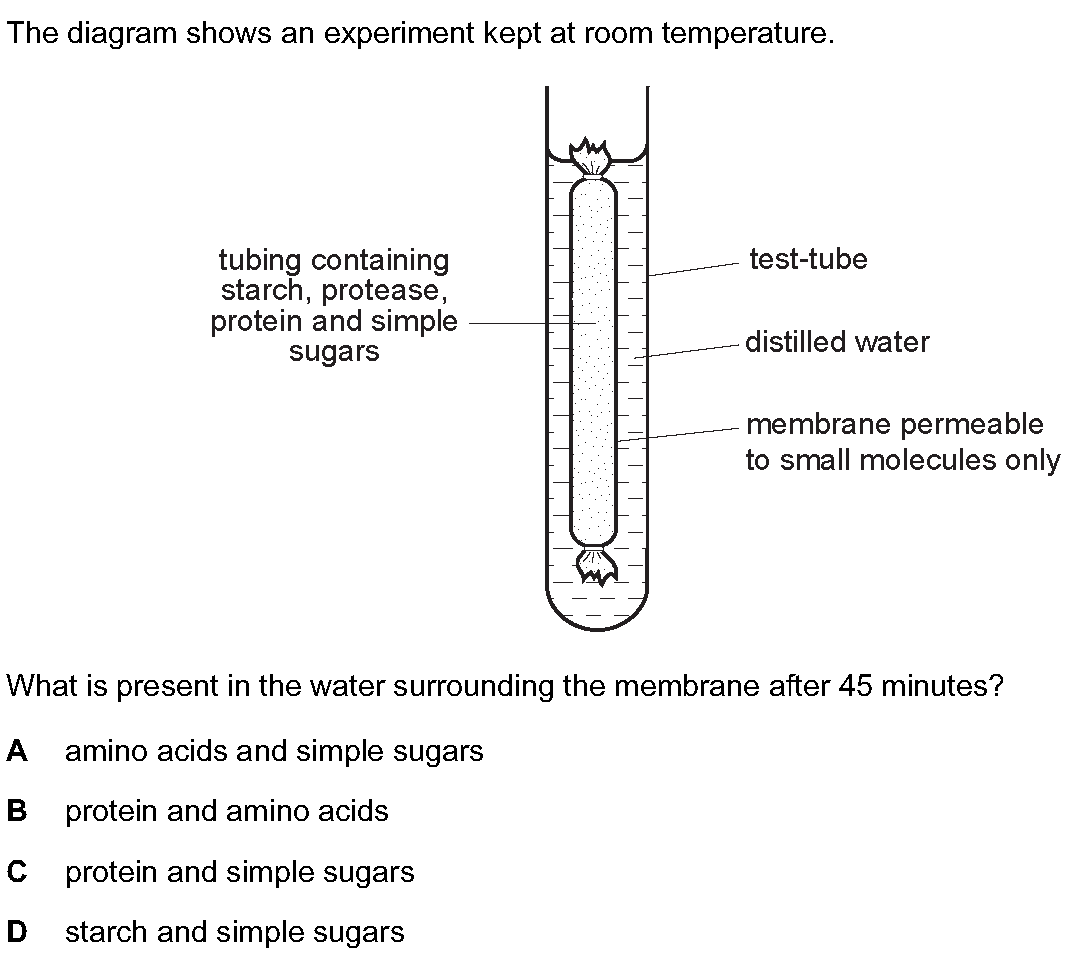 The diagram shows an experiment kept at room temperature.
tubing containing
starch, protease,
protein and simple
sugars
test-tube
distilled water
membrane permeable
to small molecules only
What is present in the water surrounding the membrane after 45 minutes?
A amino acids and simple sugars
B protein and amino acids
C protein and simple sugars
D starch and simple sugars